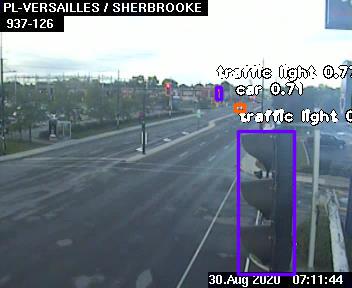 PL-VERSAILLES / SHERBROOKE
937-126
traffic light 0.77
car 0.71
traffic light 0
30.Aug 2020 07:11:44